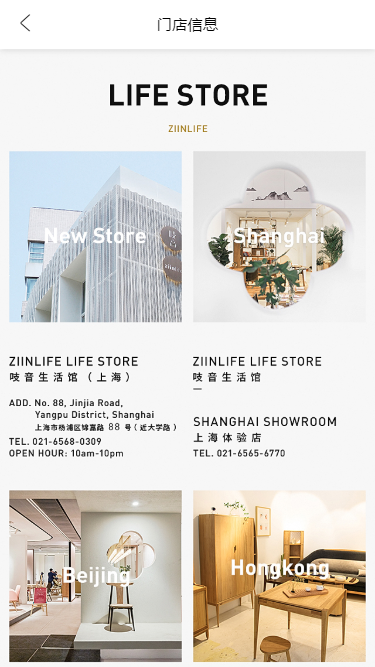 门店信息
LIFE STORE
ZIINLIFE
New Store
Shanghai
ZIINLIFE LIFE STORE
吱音生活馆（上海）
ADD. No. 88, Jinjia Road,
Yangpu District, Shanghai
上海市杨浦区锦嘉路 88 号（近大学路）
TEL. 021-6568-0309
OPEN HOUR: 10am-10pm
ZIINLIFE LIFE STORE
吱音生活馆
—
SHANGHAI SHOWROOM
上海体验店
TEL. 021-6565-6770
Beijing
Hongkong